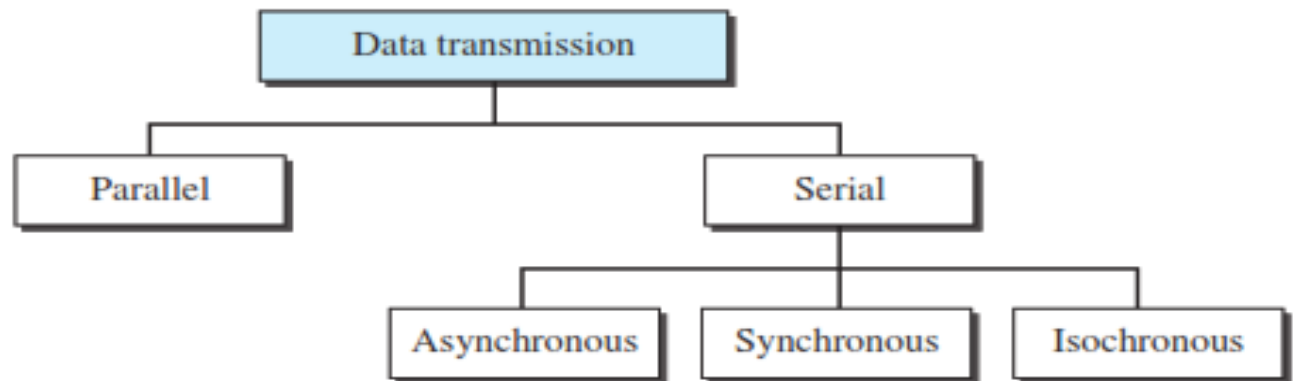 Data transmission
Parallel
Serial
Asynchronous
Synchronous
Isochronous